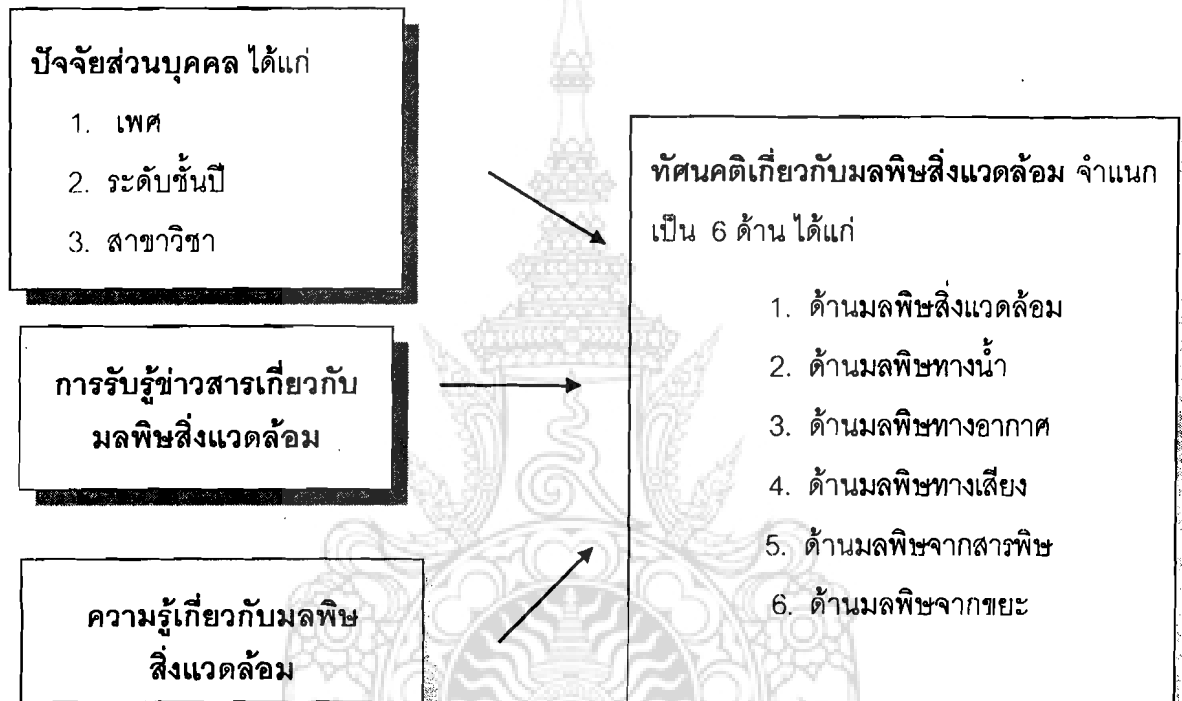 ปัจจัยส่วนบุคคล ได้แก่
1. เพศ
2. ระดับชั้นปี
3. สาขาวิชา
การรับรู้ข่าวสารเกี่ยวกับ
มลพิษสิ่งแวดล้อม
ความรู้เกี่ยวกับมลพิษ
สิ่งแวดล้อม
ทัศนคติเกี่ยวกับมลพิษสิ่งแวดล้อม จำแนก
เป็น 6 ด้าน ได้แก่
1. ด้านมลพิษสิ่งแวดล้อม
2. ด้านมลพิษทางน้ำ
3. ด้านมลพิษทางอากาศ
4. ด้านมลพิษทางเสียง
5. ด้านมลพิษจากสารพิษ
6. ด้านมลพิษจากขยะ